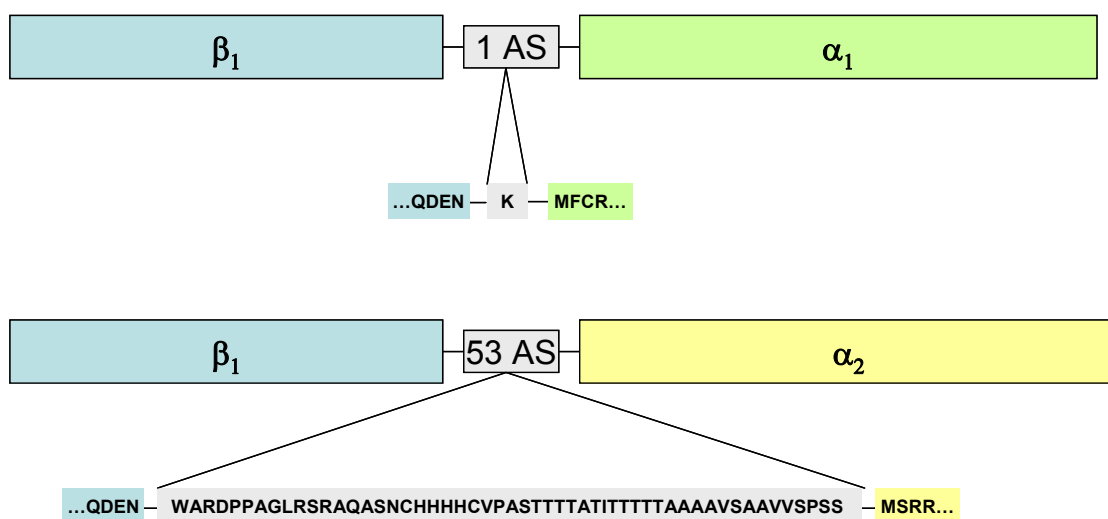 β1 1 AS α1
...QDEN K MFCR...
β1 53 AS α2
...QDEN WARDPPAGLRSRAQASNCHHHHCVPASTTTTATITTTTTAAAAVSAAVVSPSS MSRR...